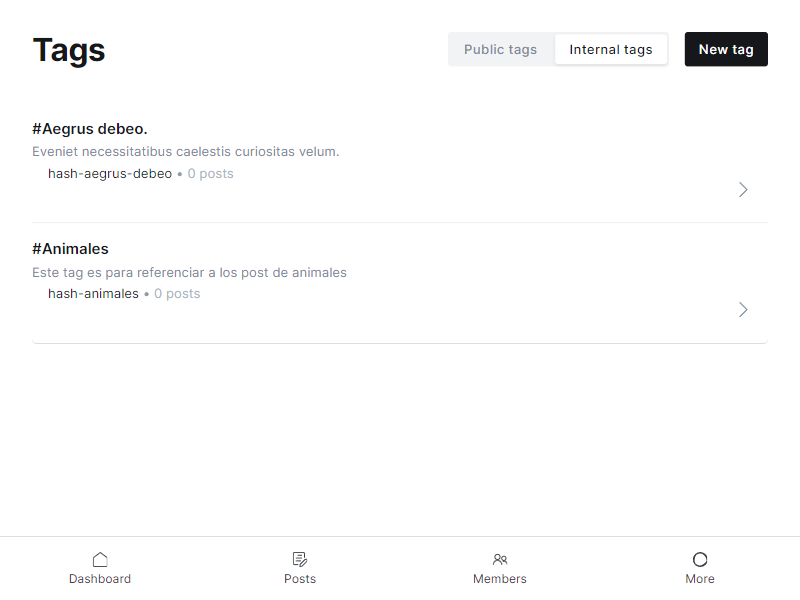 Tags
Public tags
Internal tags
New tag
#Aegrus debeo.
Eveniet necessitatibus caelestis curiositas velum.
hash-aegrus-debeo • 0 posts
#Animales
Este tag es para referenciar a los post de animales
hash-animales • 0 posts
Dashboard
Posts
Members
More